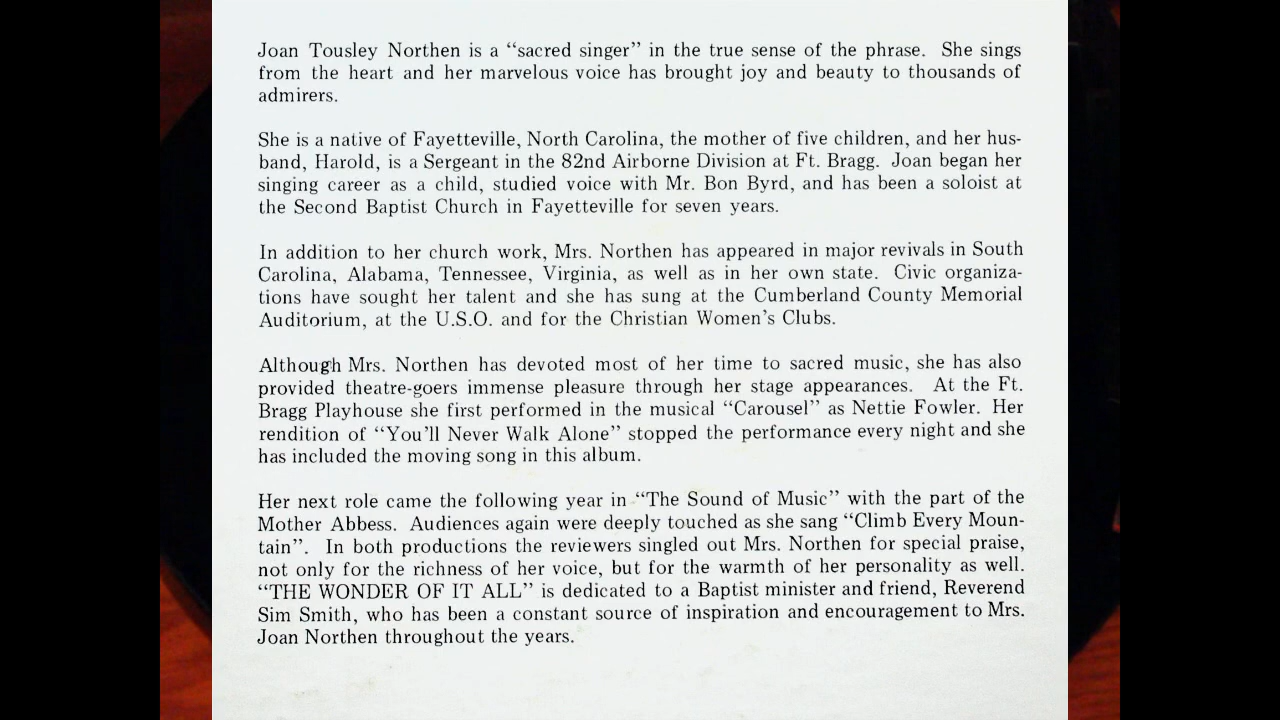 Joan Tousley Northen is a “sacred singer” in the true sense of the phrase. She sings
from the heart and her marvelous voice has brought joy and beauty to thousands of
admirers.
She is a native of Fayetteville, North Carolina, the mother of five children, and her hus-
band, Harold, is a Sergeant in the 82nd Airborne Division at Ft. Bragg. Joan began her
singing career as a child, studied voice with Mr. Bon Byrd, and has been a soloist at
the Second Baptist Church in Fayetteville for seven years.
In addition to her church work, Mrs. Northen has appeared in major revivals in South
Carolina, Alabama, Tennessee, Virginia, as well as in her own state. Civic organiza-
tions have sought her talent and she has sung at the Cumberland County Memorial
Auditorium, at the U.S.O. and for the Christian Women’s Clubs.
Although Mrs. Northen has devoted most of her time to sacred music, she has also
provided theatre-goers immense pleasure through her stage appearances. At the Ft.
Bragg Playhouse she first performed in the musical “Carousel” as Nettie Fowler. Her
rendition of “You’ll Never Walk Alone” stopped the performance every night and she
has included the moving song in this album.
Her next role came the following year in “The Sound of Music” with the part of the
Mother Abbess. Audiences again were deeply touched as she sang “Climb Every Moun-
tain”. In both productions the reviewers singled out Mrs. Northen for special praise,
not only for the richness of her voice, but for the warmth of her personality as well.
“THE WONDER OF IT ALL” is dedicated to a Baptist minister and friend, Reverend
Sim Smith, who has been a constant source of inspiration and encouragement to Mrs.
Joan Northen throughout the years.